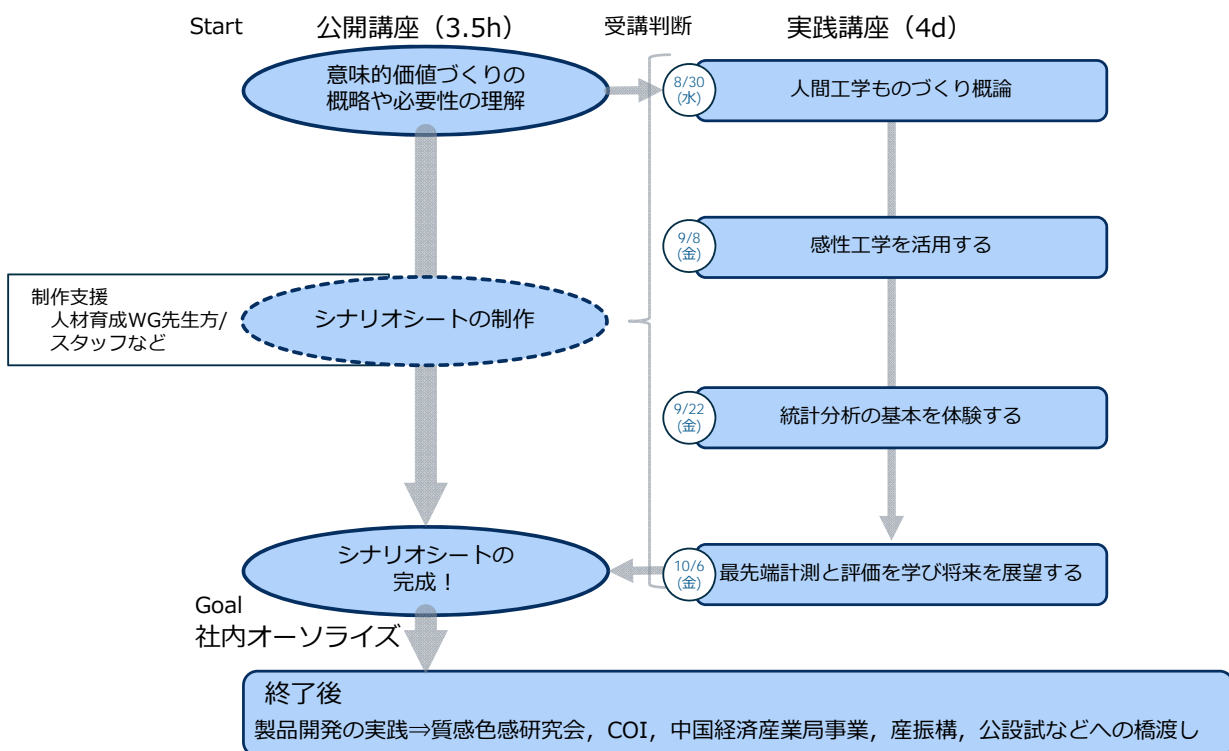 Start
公開講座（3.5h）
受講判断
実践講座（4d）
意味的価値づくりの
概略や必要性の理解
8/30
(水)
人間工学ものづくり概論
9/8
(金)
感性工学を活用する
制作支援
人材育成WG先生方/
スタッフなど
シナリオシートの制作
9/22
(金)
統計分析の基本を体験する
シナリオシートの
完成！
10/6
(金)
最先端計測と評価を学び将来を展望する
Goal
社内オーソライズ
終了後
製品開発の実践⇒質感色感研究会，COI，中国経済産業局事業，産振構，公設試などへの橋渡し